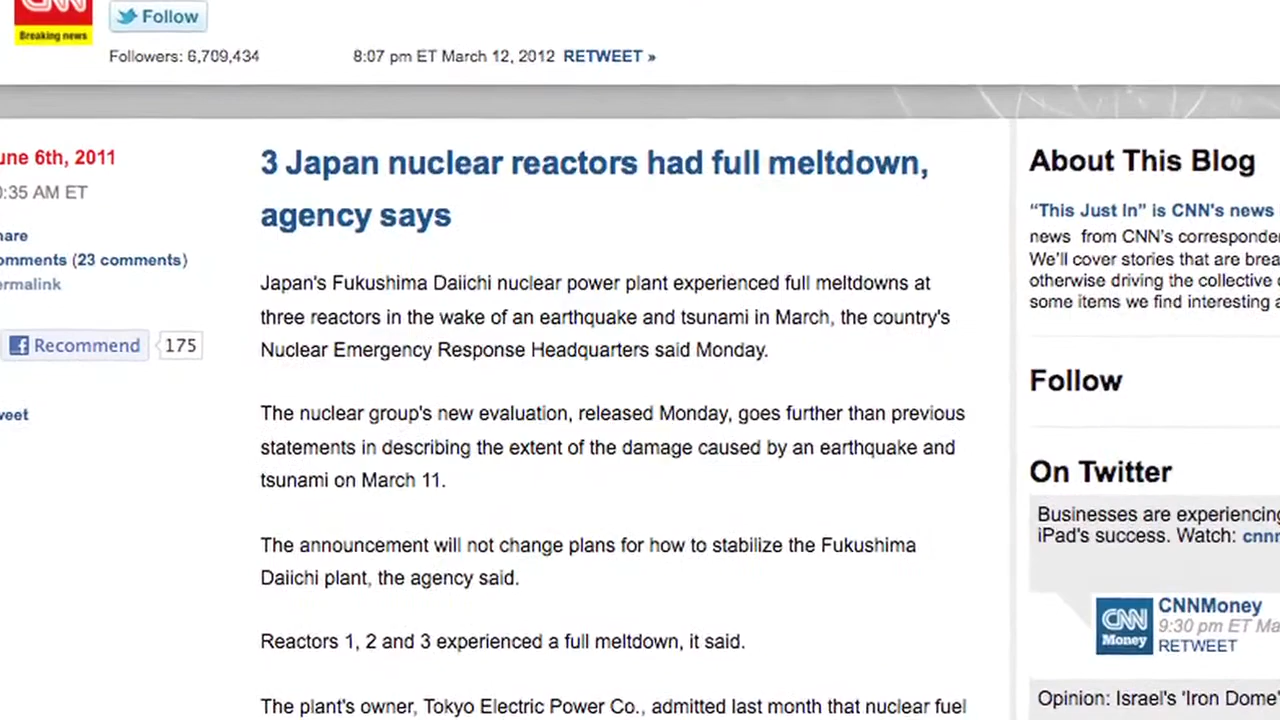 CNN
Follow
Breaking news
Followers: 6,709,434
8:07 pm ET March 12, 2012 RETWEET »
une 6th, 2011
0:35 AM ET
hare
omments (23 comments)
ermalink
Recommend 175
weet
3 Japan nuclear reactors had full meltdown,
agency says
Japan's Fukushima Daiichi nuclear power plant experienced full meltdowns at
three reactors in the wake of an earthquake and tsunami in March, the country's
Nuclear Emergency Response Headquarters said Monday.
The nuclear group's new evaluation, released Monday, goes further than previous
statements in describing the extent of the damage caused by an earthquake and
tsunami on March 11.
The announcement will not change plans for how to stabilize the Fukushima
Daiichi plant, the agency said.
Reactors 1, 2 and 3 experienced a full meltdown, it said.
The plant's owner, Tokyo Electric Power Co., admitted last month that nuclear fuel
About This Blog
“This Just In” is CNN's news
news from CNN's corresponde
We'll cover stories that are brea
otherwise driving the collective
some items we find interesting a
Follow
On Twitter
Businesses are experiencing
iPad's success. Watch: cnn
CNN
Money
CNNMoney
9:30 pm ET Ma
RETWEET
Opinion: Israel's 'Iron Dome'